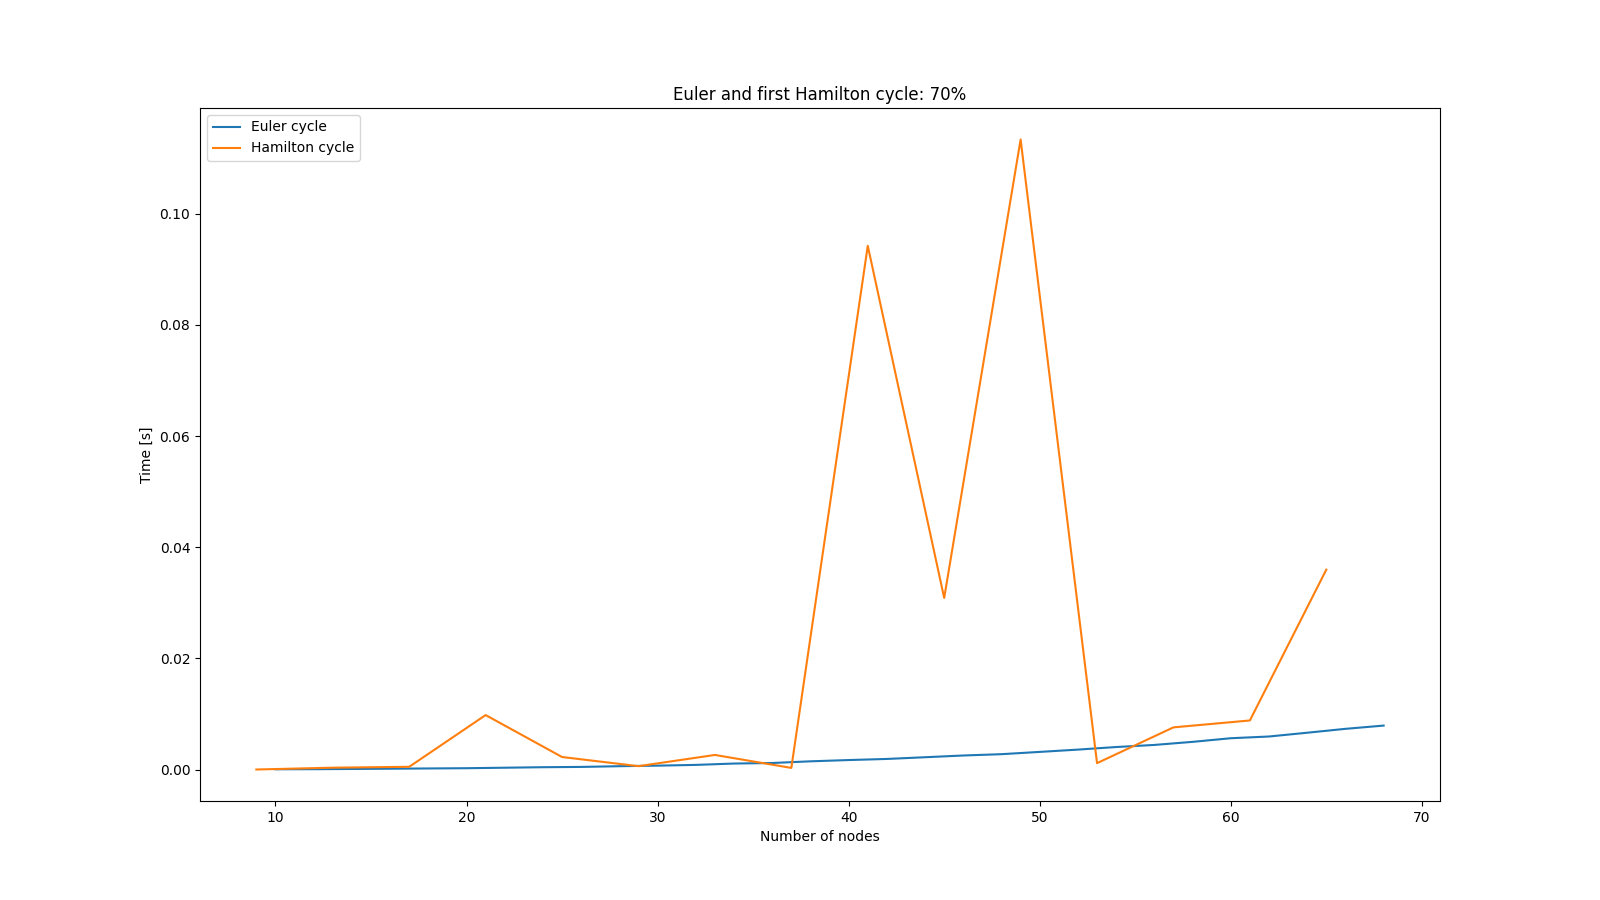 Euler and first Hamilton cycle: 70%
Euler cycle
Hamilton cycle
0.10
0.08
0.06
0.04
0.02
0.00
Time [s]
10 20 30 40 50 60 70
Number of nodes